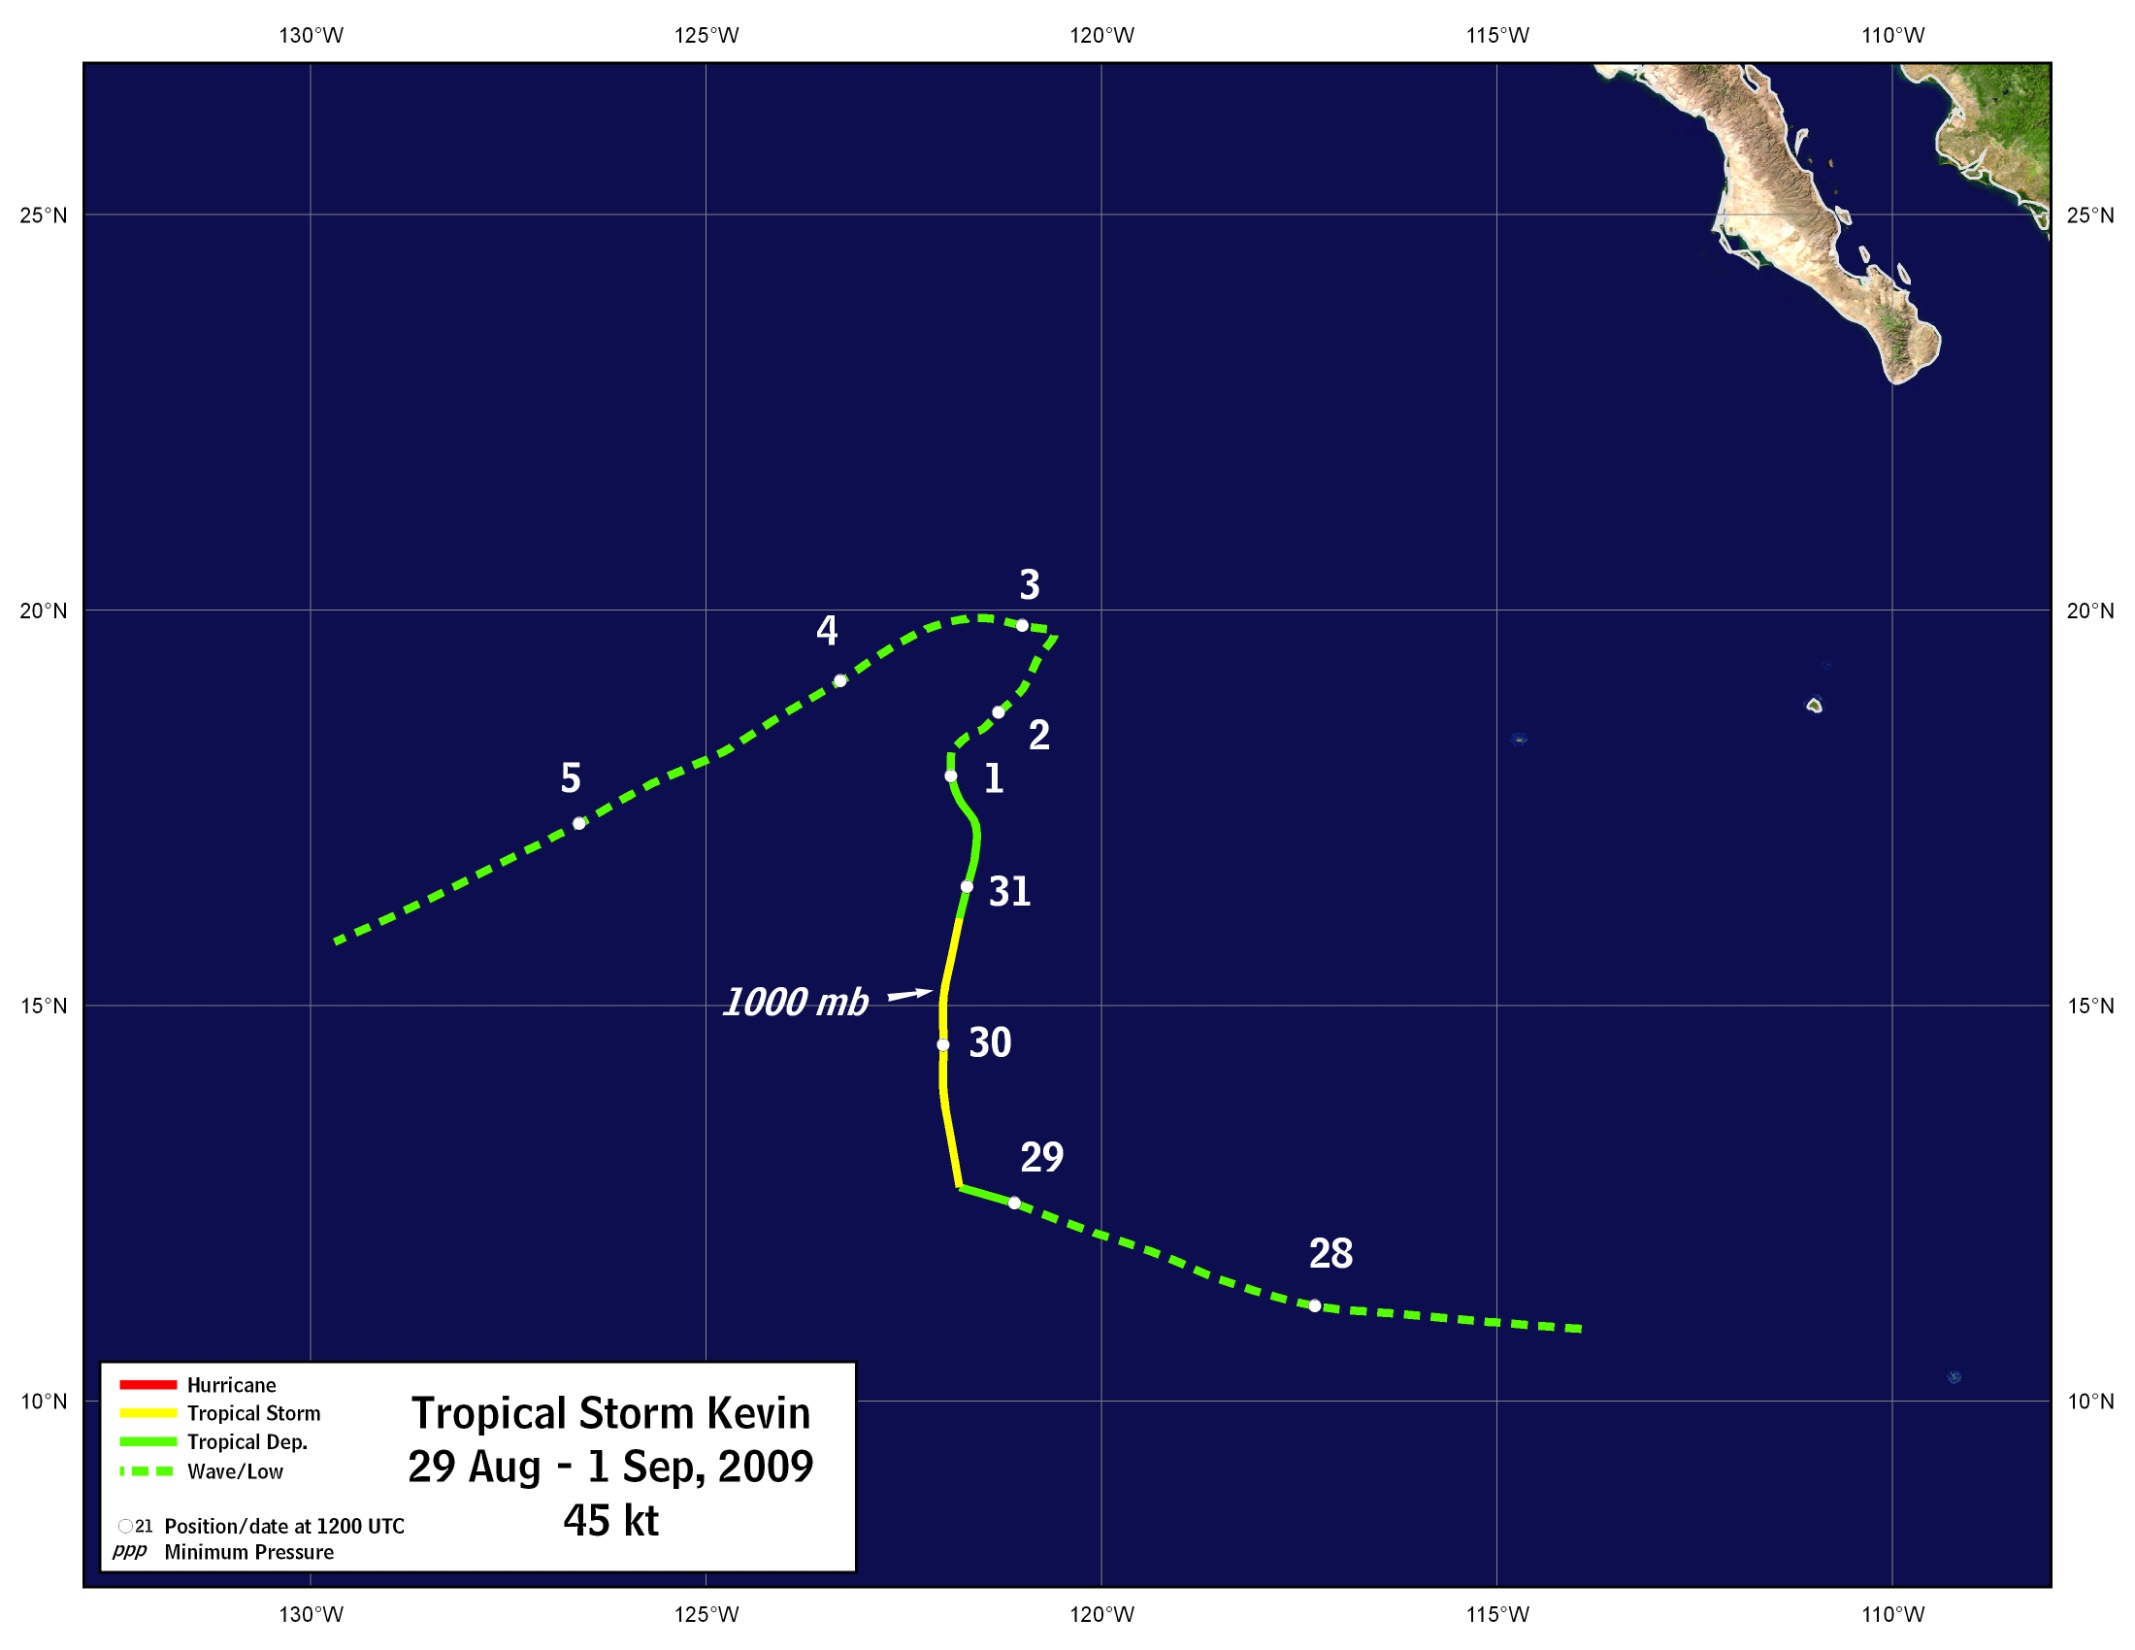 130°W 125°W 120°W 115°W 110°W
25°N 25°N
20°N 20°N
3
4
2
5
1
31
1000 mb
15°N 15°N
30
29
28
10°N 10°N
Hurricane
Tropical Storm
Tropical Dep.
Wave/Low
21 Position/date at 1200 UTC
ppp Minimum Pressure
Tropical Storm Kevin
29 Aug - 1 Sep, 2009
45 kt
130°W 125°W 120°W 115°W 110°W